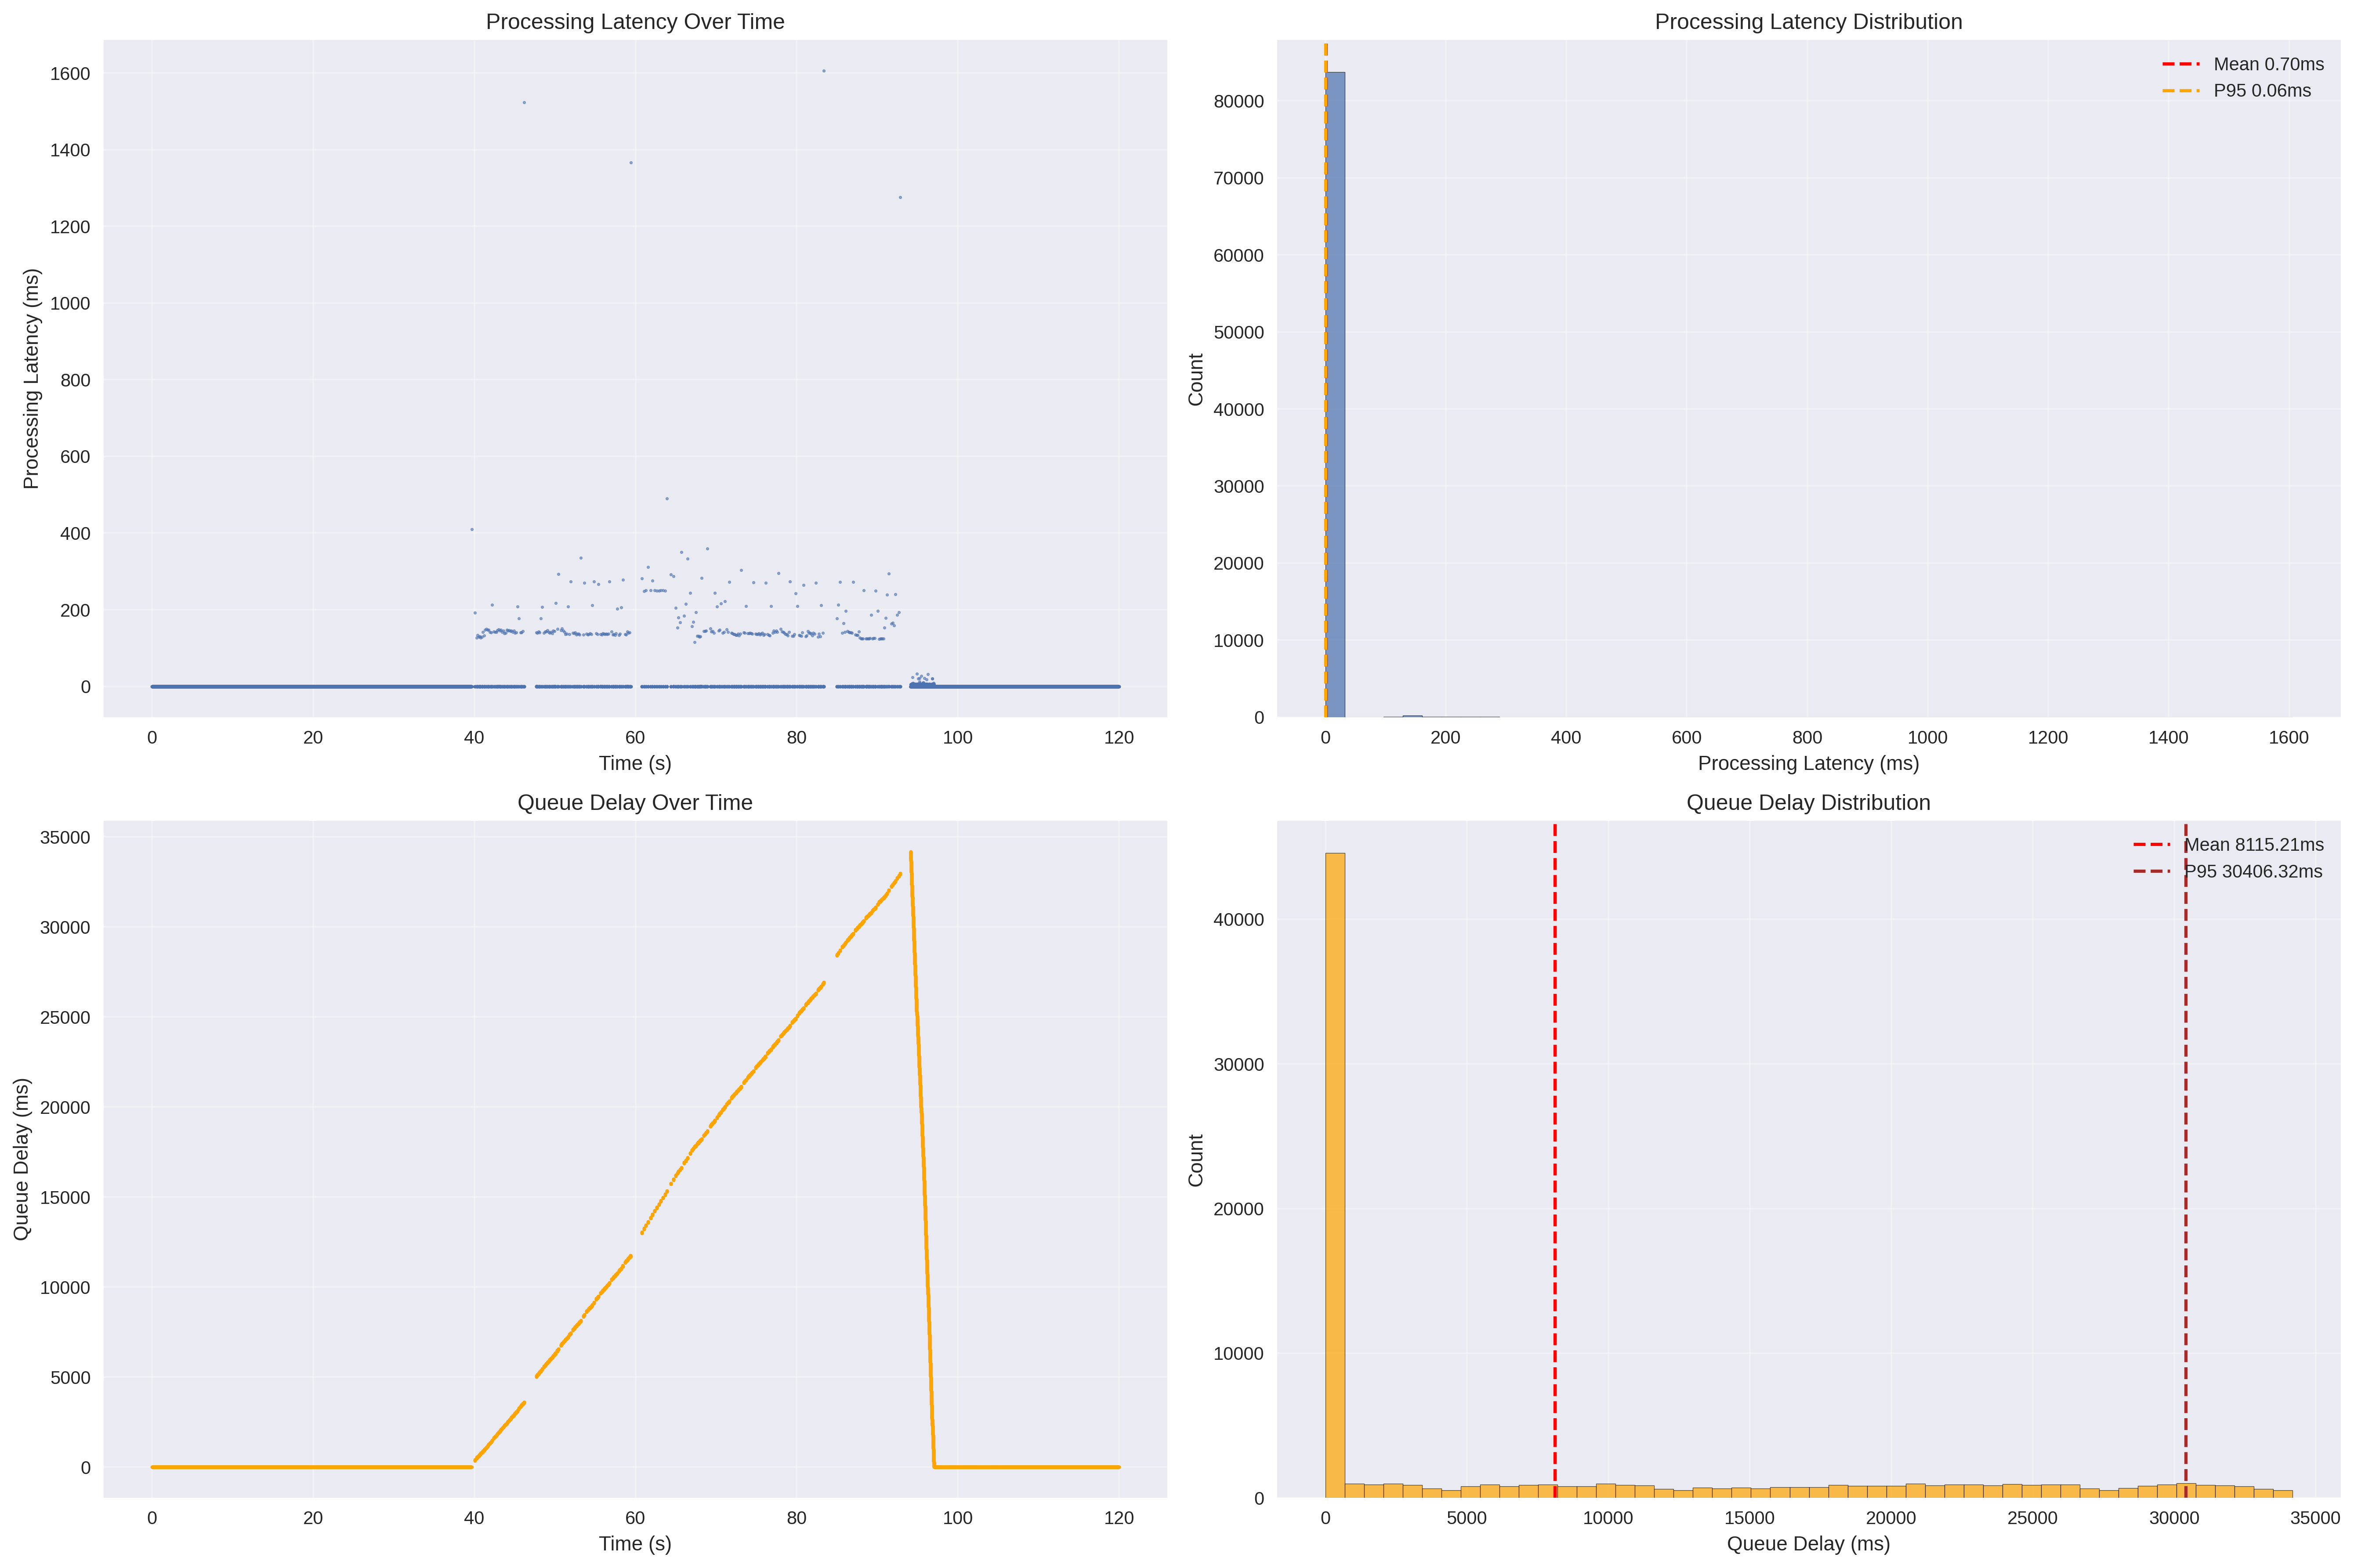 Processing Latency Over Time
1600
1400
1200
1000
800
600
400
200
0
Processing Latency (ms)
0 20 40 60 80 100 120
Time (s)
Processing Latency Distribution
Mean 0.70ms
P95 0.06ms
80000
70000
60000
50000
40000
30000
20000
10000
0
Count
0 200 400 600 800 1000 1200 1400 1600
Processing Latency (ms)
Queue Delay Over Time
35000
30000
25000
20000
15000
10000
5000
0
Queue Delay (ms)
0 20 40 60 80 100 120
Time (s)
Queue Delay Distribution
Mean 8115.21ms
P95 30406.32ms
40000
30000
20000
10000
0
Count
0 5000 10000 15000 20000 25000 30000 35000
Queue Delay (ms)